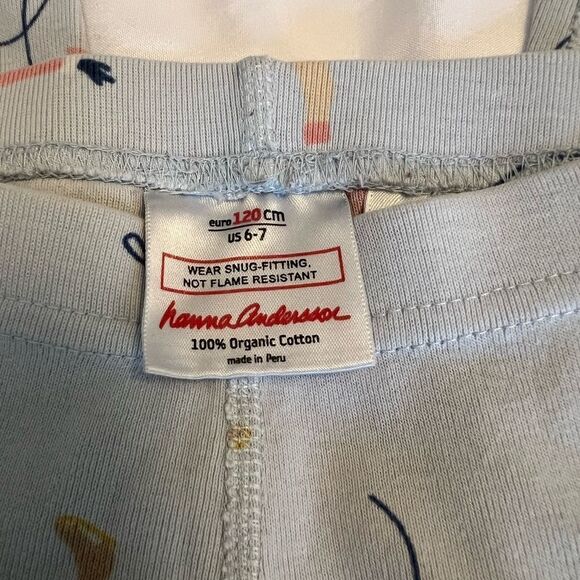 euro 120 cm
us 6-7
WEAR SNUG-FITTING.
NOT FLAME RESISTANT
hanna andersson
100% Organic Cotton
made in Peru